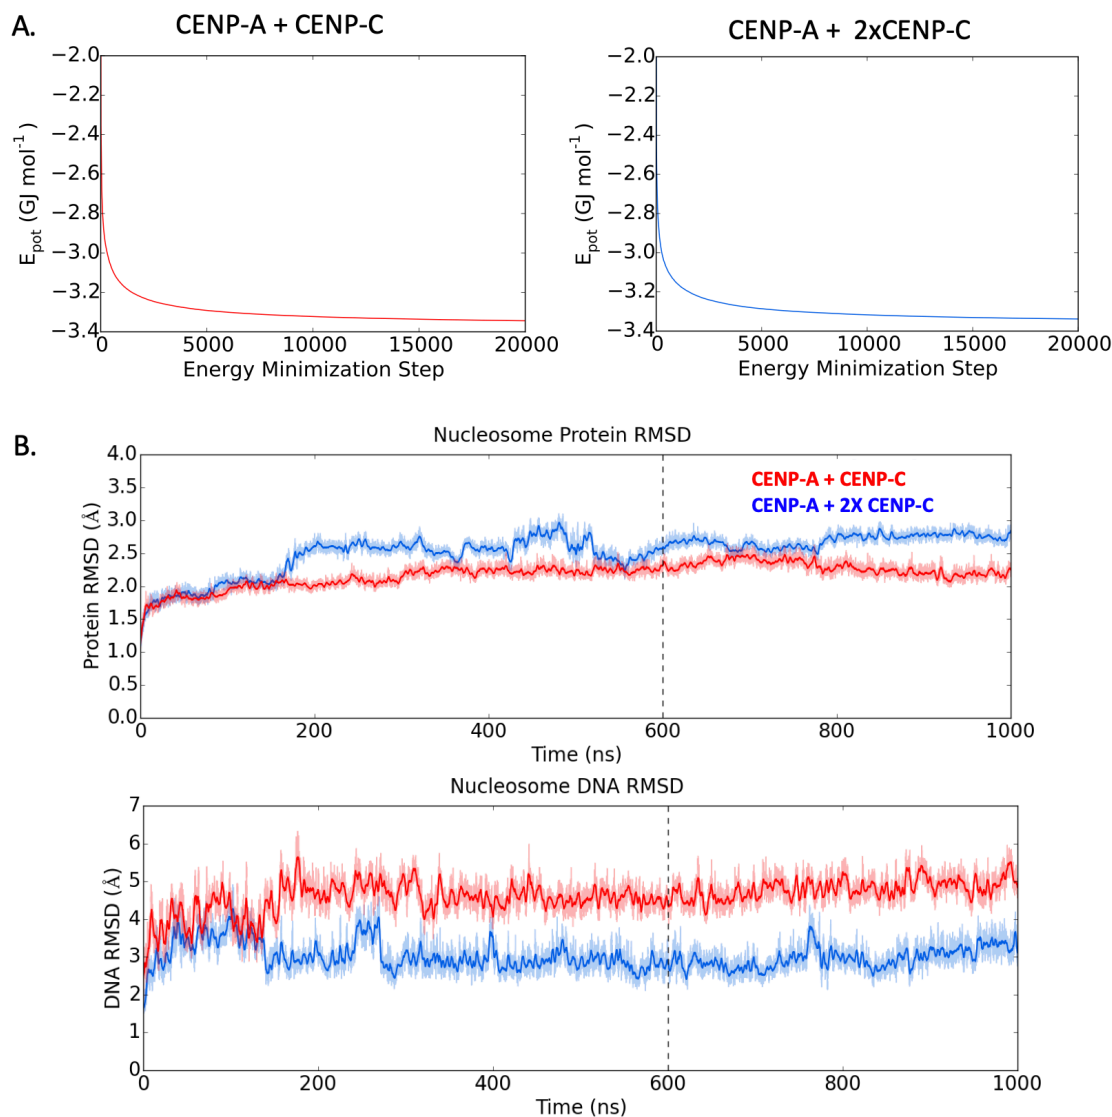 A.
CENP-A + CENP-C
CENP-A + 2xCENP-C
−2.0
−2.2
−2.4
−2.6
−2.8
−3.0
−3.2
−3.4
E_pot (GJ mol⁻¹ )
0 5000 10000 15000 20000
Energy Minimization Step
−2.0
−2.2
−2.4
−2.6
−2.8
−3.0
−3.2
−3.4
E_pot (GJ mol⁻¹ )
0 5000 10000 15000 20000
Energy Minimization Step
B.
Nucleosome Protein RMSD
4.0
3.5
3.0
2.5
2.0
1.5
1.0
0.5
0.0
Protein RMSD (Å)
CENP-A + CENP-C
CENP-A + 2X CENP-C
0 200 400 600 800 1000
Time (ns)
Nucleosome DNA RMSD
7
6
5
4
3
2
1
0
DNA RMSD (Å)
0 200 400 600 800 1000
Time (ns)